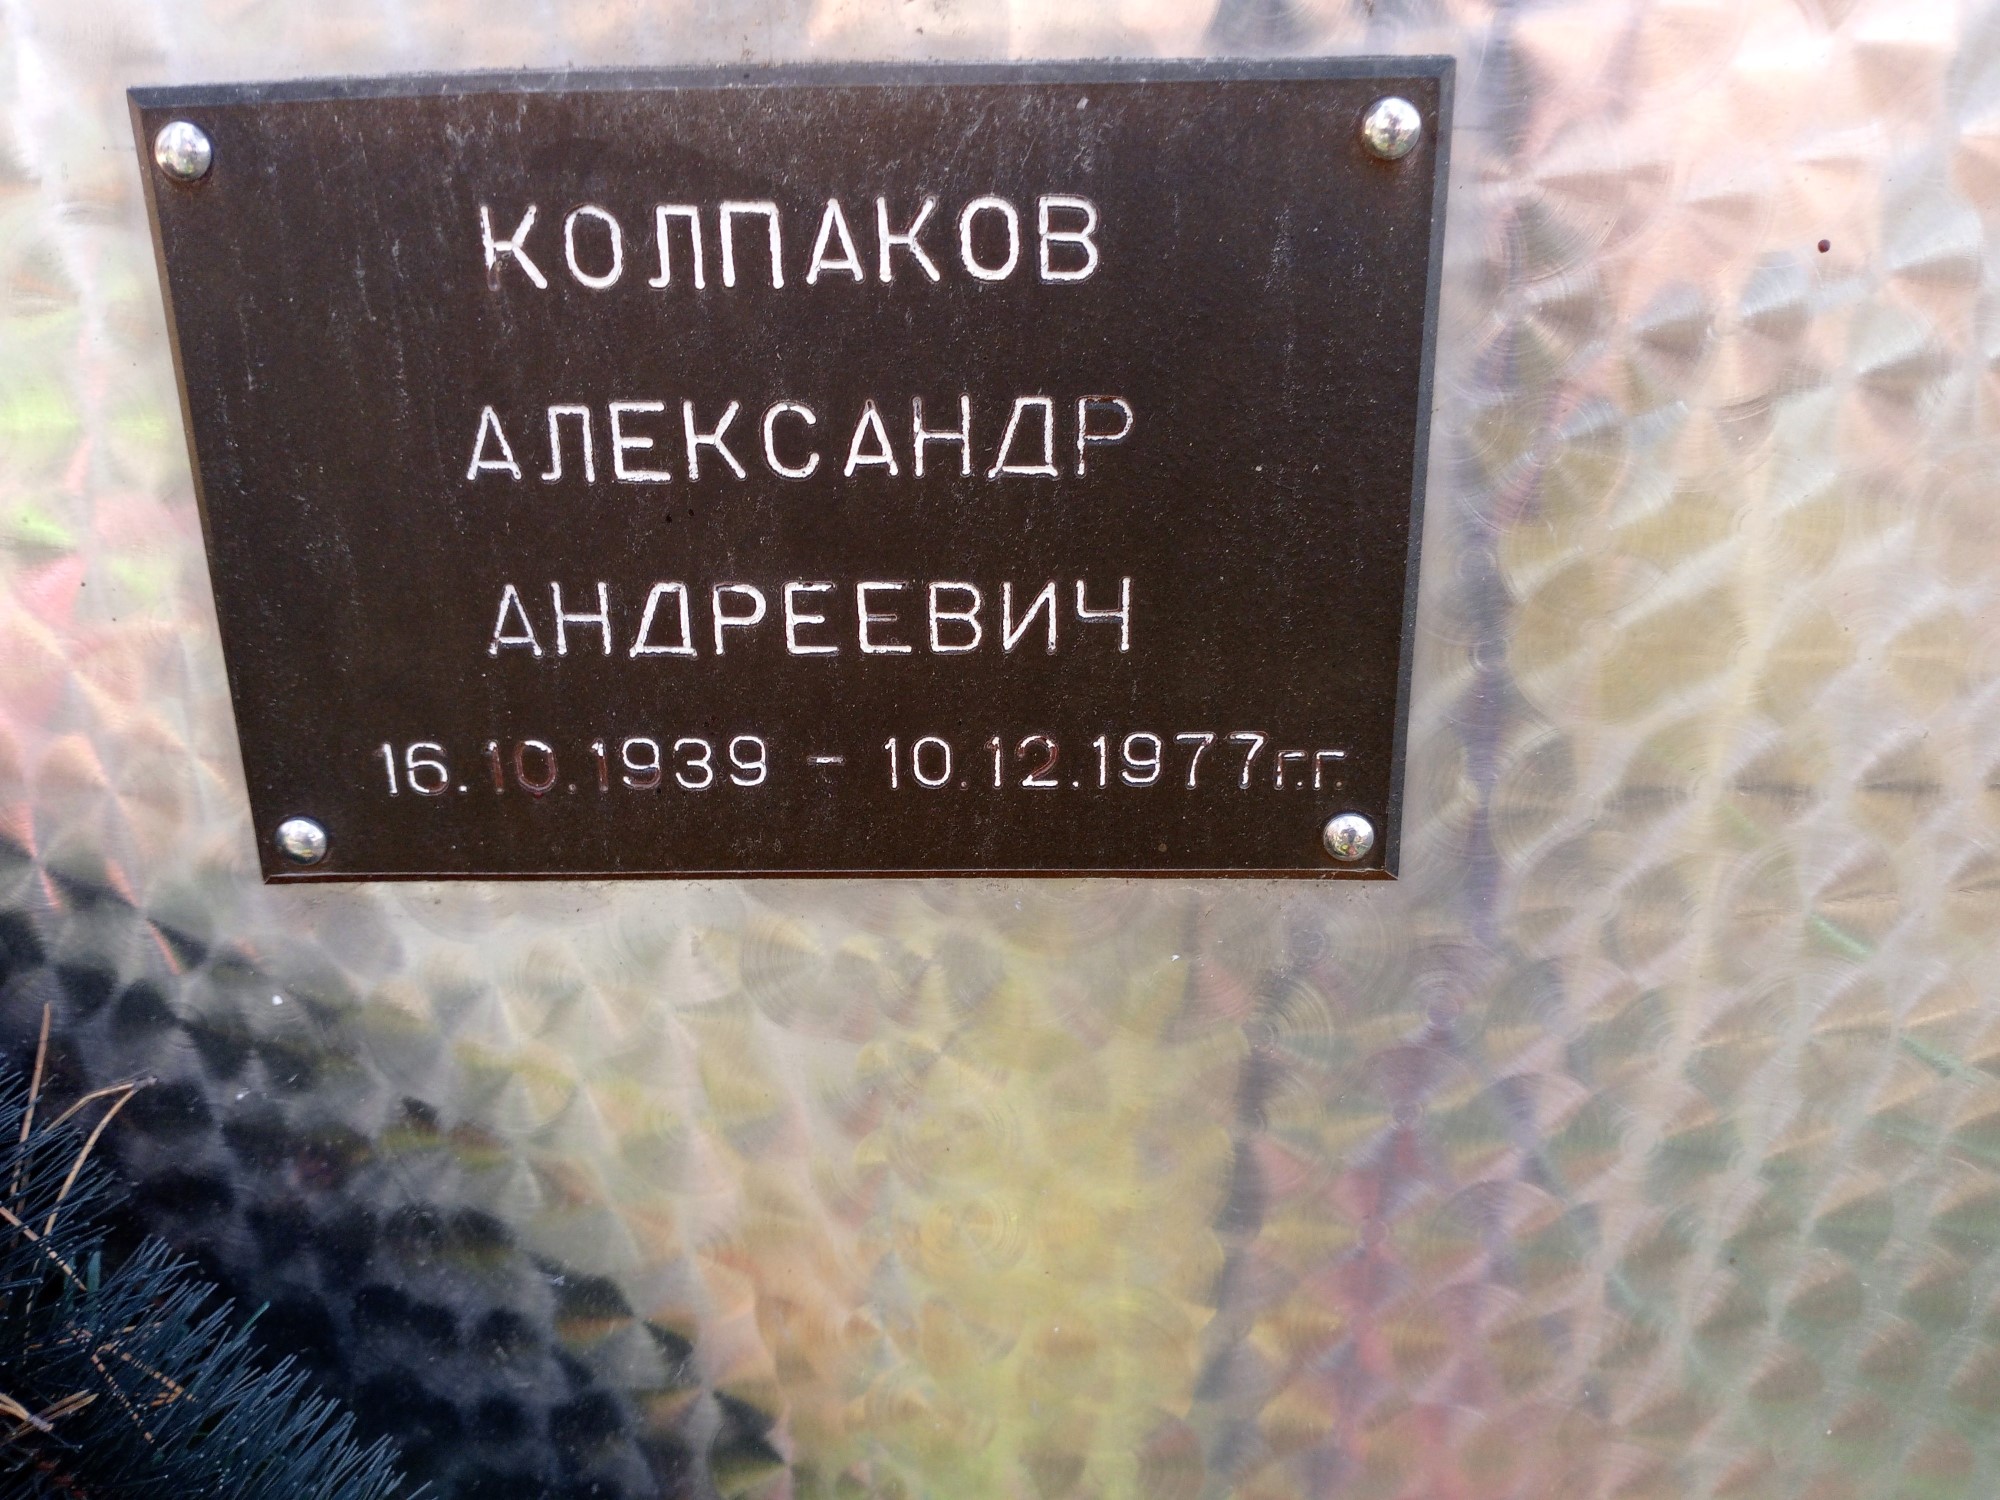 КОЛПАКОВ
АЛЕКСАНДР
АНДРЕЕВИЧ
16.10.1939 - 10.12.1977г.г.